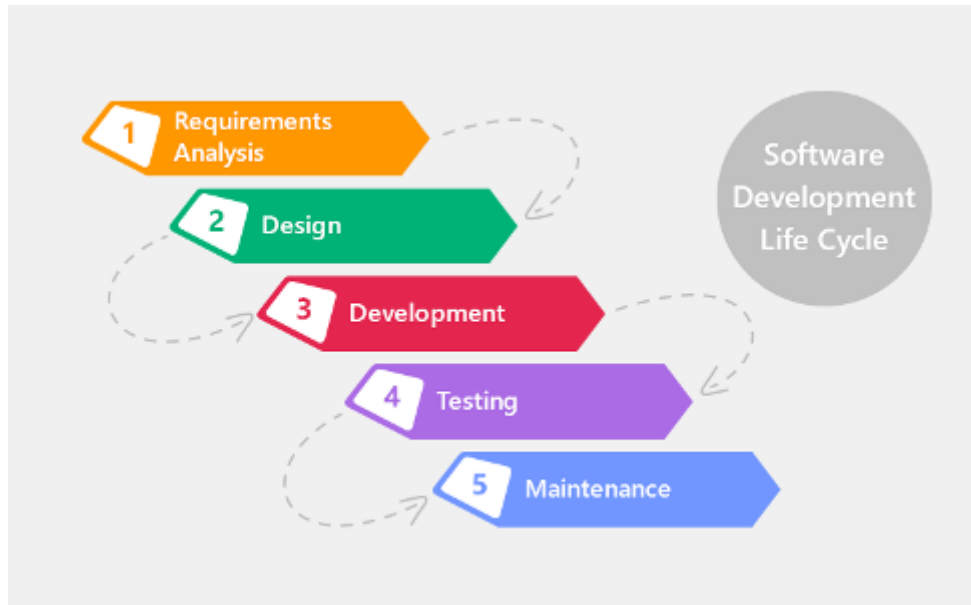 1
Requirements
Analysis
2
Design
3
Development
4
Testing
5
Maintenance
Software
Development
Life Cycle